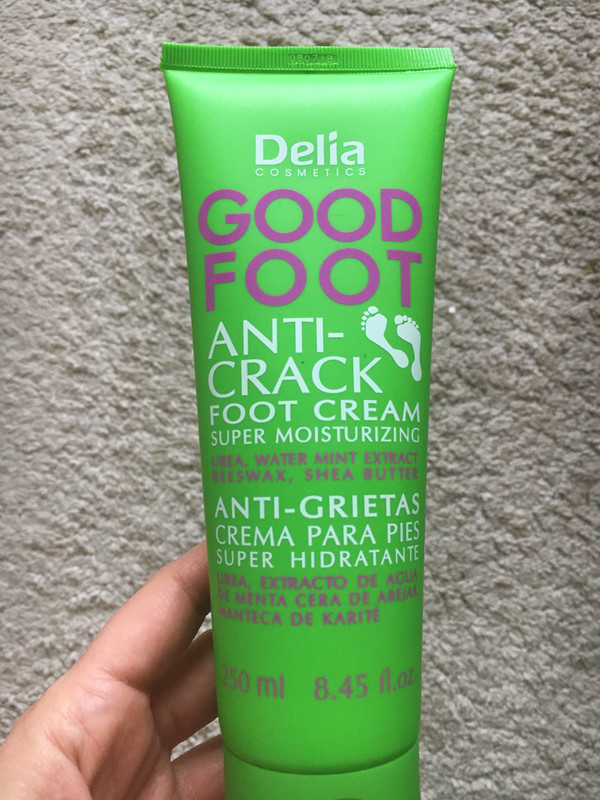 Delia
COSMETICS
GOOD
FOOT
ANTI-
CRACK
FOOT CREAM
SUPER MOISTURIZING
UREA, WATER MINT EXTRACT
BEESWAX, SHEA BUTTER
ANTI-GRIETAS
CREMA PARA PIES
SUPER HIDRATANTE
UREA, EXTRACTO DE AGUA
DE MENTA CERA DE ABEJAS,
MANTECA DE KARITÉ
250 ml 8.45 fl.oz.